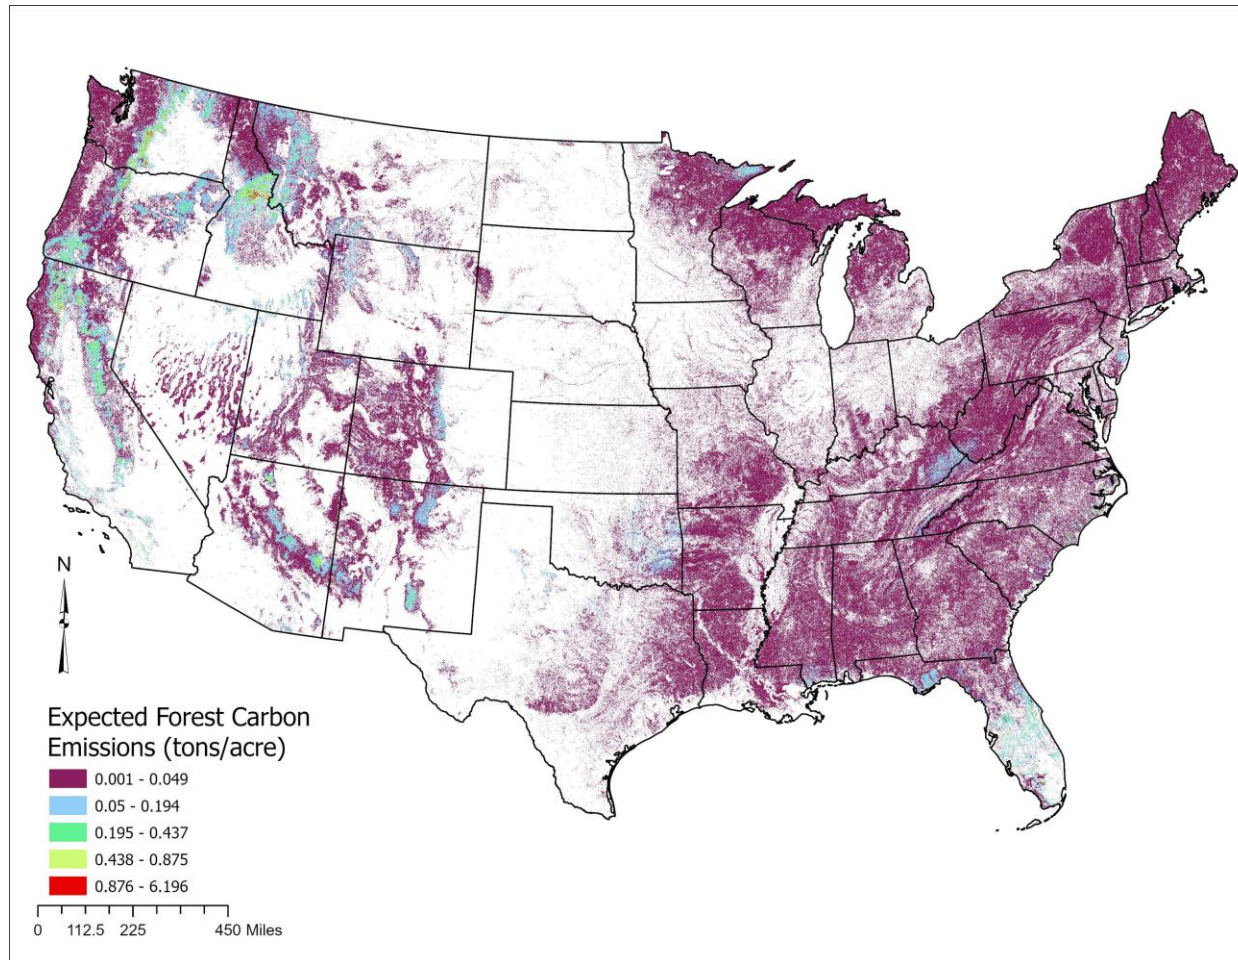 N
Expected Forest Carbon
Emissions (tons/acre)
0.001 - 0.049
0.05 - 0.194
0.195 - 0.437
0.438 - 0.875
0.876 - 6.196
0 112.5 225 450 Miles